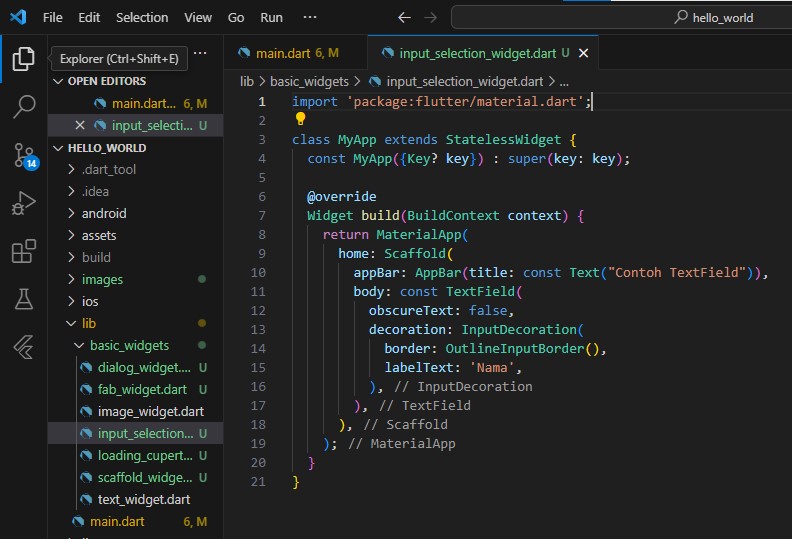 File Edit Selection View Go Run ··· ← → hello_world
Explorer (Ctrl+Shift+E) ···
OPEN EDITORS
main.dart... 6, M
input_selecti... U
HELLO_WORLD
.dart_tool
.idea
android
assets
build
images
ios
lib
basic_widgets
dialog_widget.... U
fab_widget.dart U
image_widget.dart
input_selection... U
loading_cupert... U
scaffold_widge... U
text_widget.dart
main.dart 6, M
14
main.dart 6, M input_selection_widget.dart U
lib > basic_widgets > input_selection_widget.dart > ...
1 import 'package:flutter/material.dart';
2
3 class MyApp extends StatelessWidget {
4 const MyApp({Key? key}) : super(key: key);
5
6 @override
7 Widget build(BuildContext context) {
8 return MaterialApp(
9 home: Scaffold(
10 appBar: AppBar(title: const Text("Contoh TextField")),
11 body: const TextField(
12 obscureText: false,
13 decoration: InputDecoration(
14 border: OutlineInputBorder(),
15 labelText: 'Nama',
16 ), // InputDecoration
17 ), // TextField
18 ), // Scaffold
19 ); // MaterialApp
20 }
21 }